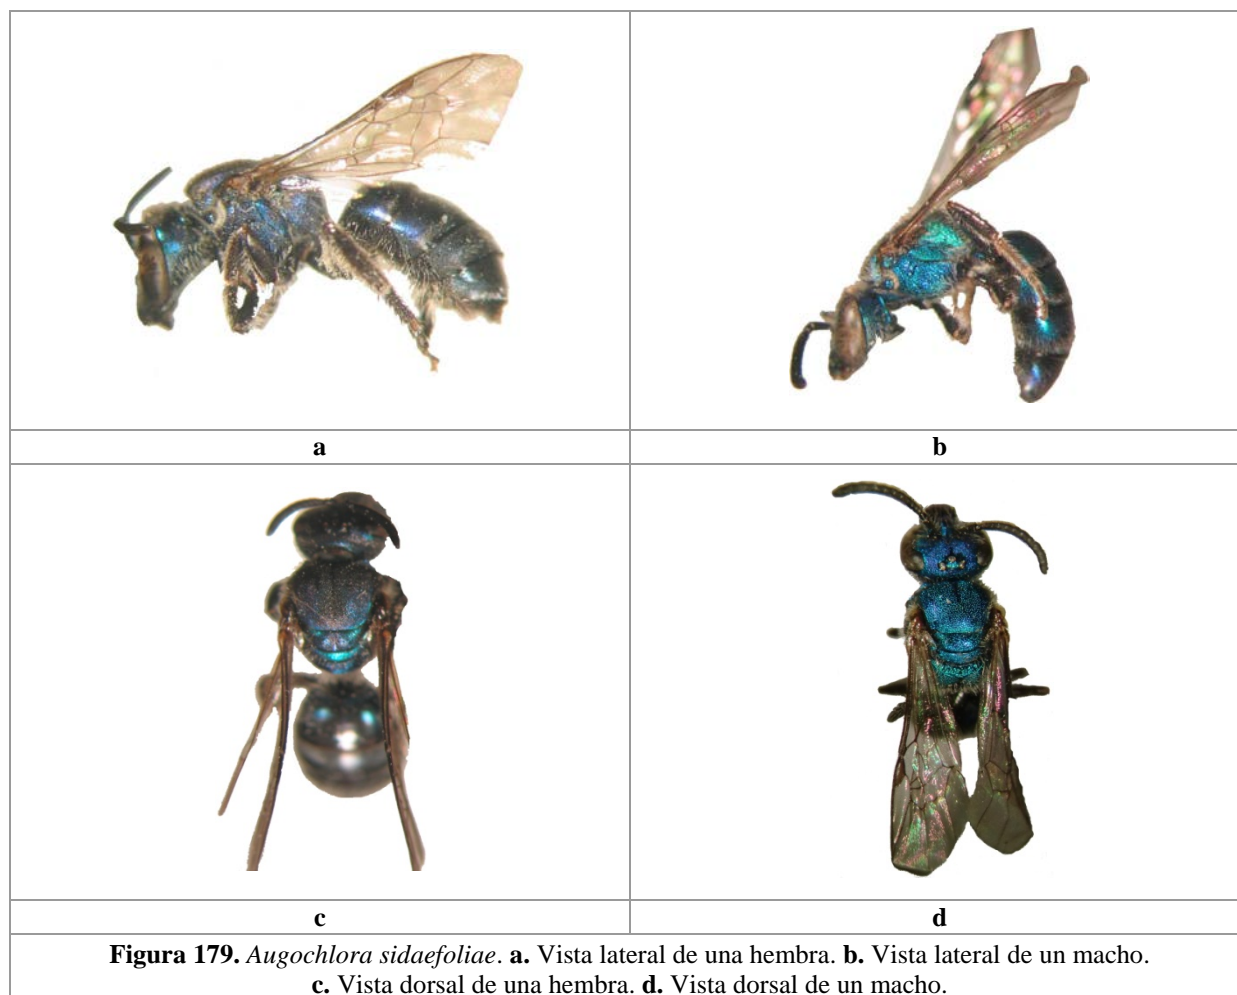 a
b
c
d
Figura 179. Augochlora sidaefoliae. a. Vista lateral de una hembra. b. Vista lateral de un macho.
c. Vista dorsal de una hembra. d. Vista dorsal de un macho.